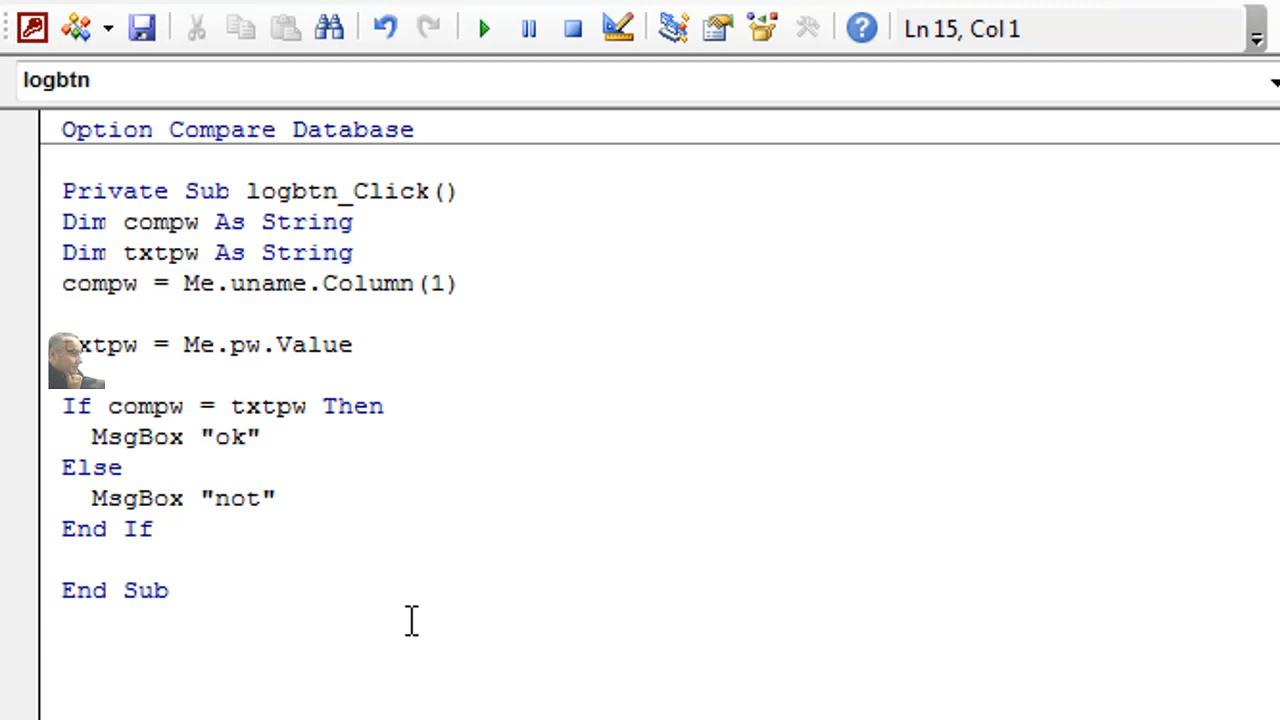 Ln 15, Col 1
logbtn
Option Compare Database
Private Sub logbtn_Click()
Dim compw As String
Dim txtpw As String
compw = Me.uname.Column(1)
txtpw = Me.pw.Value
If compw = txtpw Then
MsgBox "ok"
Else
MsgBox "not"
End If
End Sub